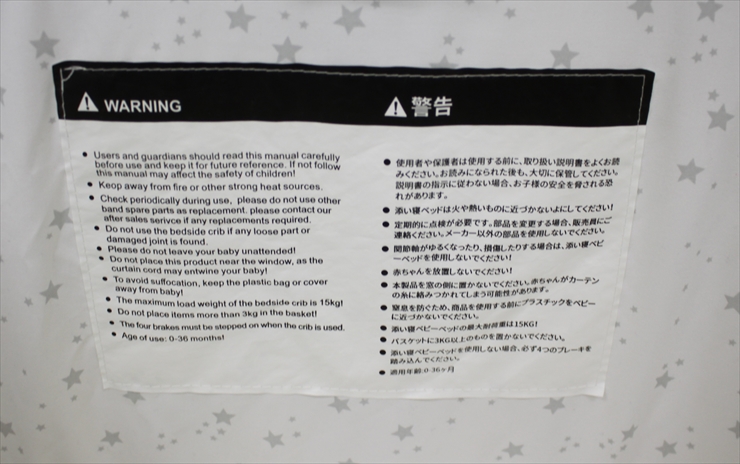 WARNING
• Users and guardians should read this manual carefully
before use and keep it for future reference. If not follow
this manual may affect the safety of children!
• Keop away from fire or other strong heat sources.
• Check periodically during use, please do not use other
band spare parts as replacement. please contact our
after sales serivce if any replacements required.
• Do not use the bedside crib if any loose part or
damaged joint is found.
• Please do not leave your baby unattended!
• Do not place this product near the window, as the
curtain cord may entwine your baby!
• To avoid suffocation, keep the plastic bag or cover
away from baby!
• The maximum load weight of the bedside crib is 15kg!
• Do not place items more than 3kg in the basket!
• The four brakes must be stepped on when the crib is used.
• Age of use: 0-36 months!
警告
● 使用者や保護者は使用する前に、取り扱い説明書をよくお読
みください。お読みになられた後も、大切に保管してください。
説明書の指示に従わない場合、お子様の安全を脅される恐
れがあります。
● 添い寝ベッドは火や熱いものに近づかないよにしてください!
● 定期的に点検が必要です。部品を変更する場合、販売員にご
連絡ください。メーカー以外の部品を使用しないでください。
● 関節軸がゆるくなったり、損傷したりする場合は、添い寝ベビ
ーベッドを使用しないでください!
● 赤ちゃんを放置しないでください!
● 本製品を窓の側に置かないでください。赤ちゃんがカーテン
の糸に絡みつかれてしまう可能性があります。
● 窒息を防ぐため、商品を使用する前にプラスチックをベビー
に近づかないでください。
● 添い寝ベビーベッドの最大耐荷重は15KG!
● バスケットに3KG以上のものを置かないでください。
● 添い寝ベビーベッドを使用しない場合、必ず4つのブレーキを
踏み込んでください。
● 適用年齢:0-36ヶ月